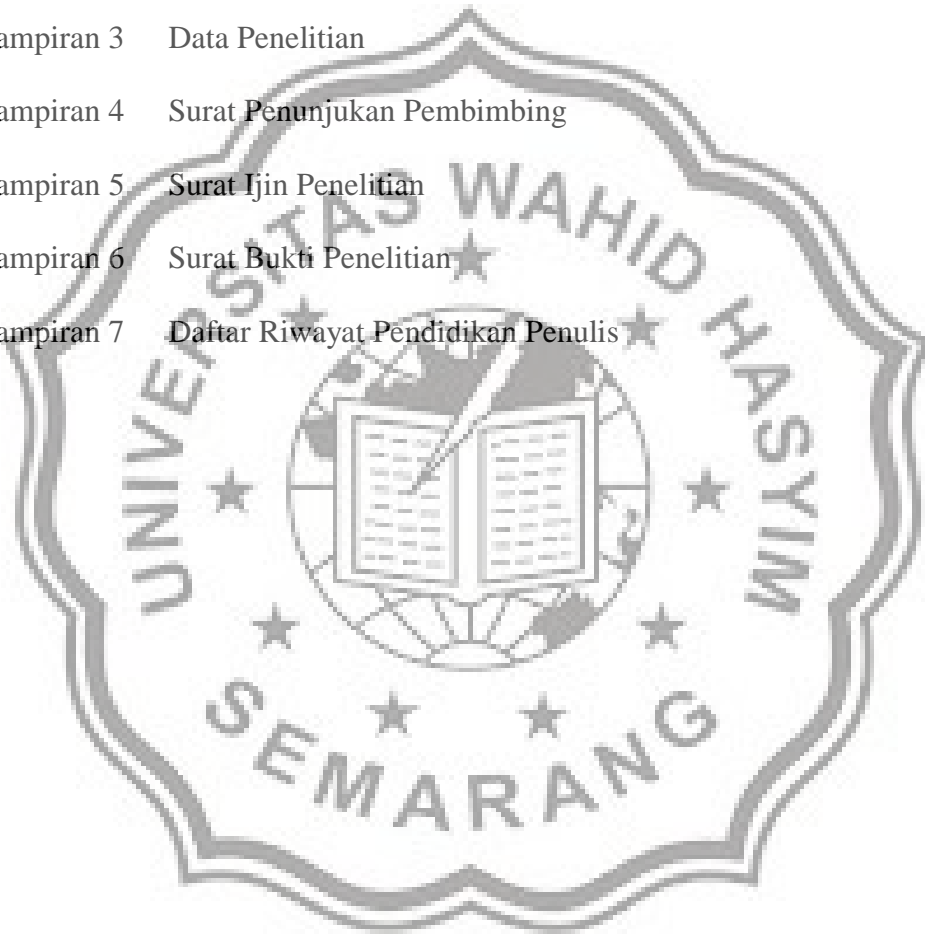 ampiran 3 Data Penelitian
ampiran 4 Surat Penunjukan Pembimbing
ampiran 5 Surat Ijin Penelitian
ampiran 6 Surat Bukti Penelitian
ampiran 7 Daftar Riwayat Pendidikan Penulis
UNIVERSITAS WAHID HASYIM
SEMARANG